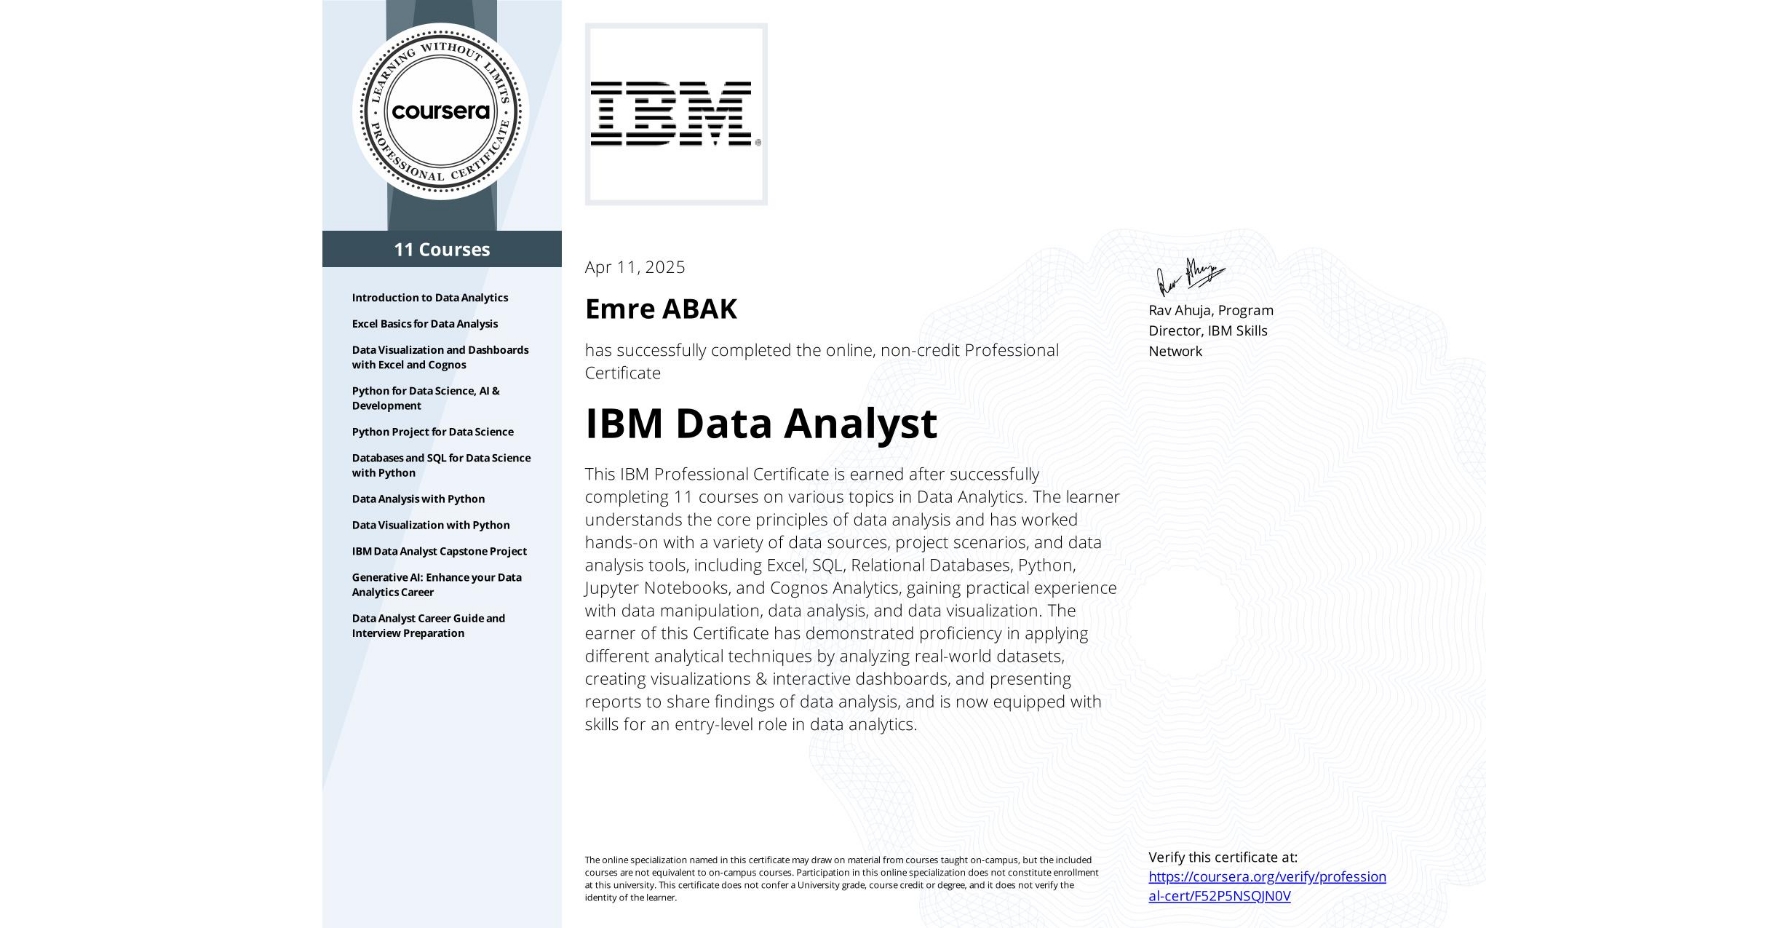 LEARNING WITHOUT LIMITS
coursera
PROFESSIONAL CERTIFICATE
11 Courses
Introduction to Data Analytics
Excel Basics for Data Analysis
Data Visualization and Dashboards
with Excel and Cognos
Python for Data Science, AI &
Development
Python Project for Data Science
Databases and SQL for Data Science
with Python
Data Analysis with Python
Data Visualization with Python
IBM Data Analyst Capstone Project
Generative AI: Enhance your Data
Analytics Career
Data Analyst Career Guide and
Interview Preparation
IBM®
Apr 11, 2025
Emre ABAK
has successfully completed the online, non-credit Professional
Certificate
IBM Data Analyst
This IBM Professional Certificate is earned after successfully
completing 11 courses on various topics in Data Analytics. The learner
understands the core principles of data analysis and has worked
hands-on with a variety of data sources, project scenarios, and data
analysis tools, including Excel, SQL, Relational Databases, Python,
Jupyter Notebooks, and Cognos Analytics, gaining practical experience
with data manipulation, data analysis, and data visualization. The
earner of this Certificate has demonstrated proficiency in applying
different analytical techniques by analyzing real-world datasets,
creating visualizations & interactive dashboards, and presenting
reports to share findings of data analysis, and is now equipped with
skills for an entry-level role in data analytics.
Rav Ahuja
Rav Ahuja, Program
Director, IBM Skills
Network
The online specialization named in this certificate may draw on material from courses taught on-campus, but the included
courses are not equivalent to on-campus courses. Participation in this online specialization does not constitute enrollment
at this university. This certificate does not confer a University grade, course credit or degree, and it does not verify the
identity of the learner.
Verify this certificate at:
https://coursera.org/verify/profession
al-cert/F52P5NSQJN0V